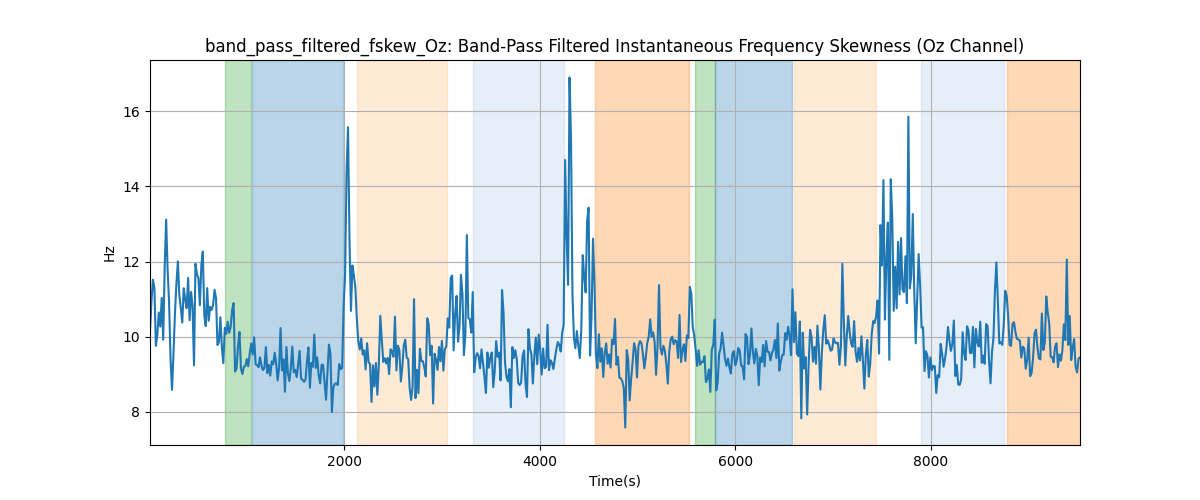 band_pass_filtered_fskew_Oz: Band-Pass Filtered Instantaneous Frequency Skewness (Oz Channel)
16
14
12
10
8
Hz
2000 4000 6000 8000
Time(s)